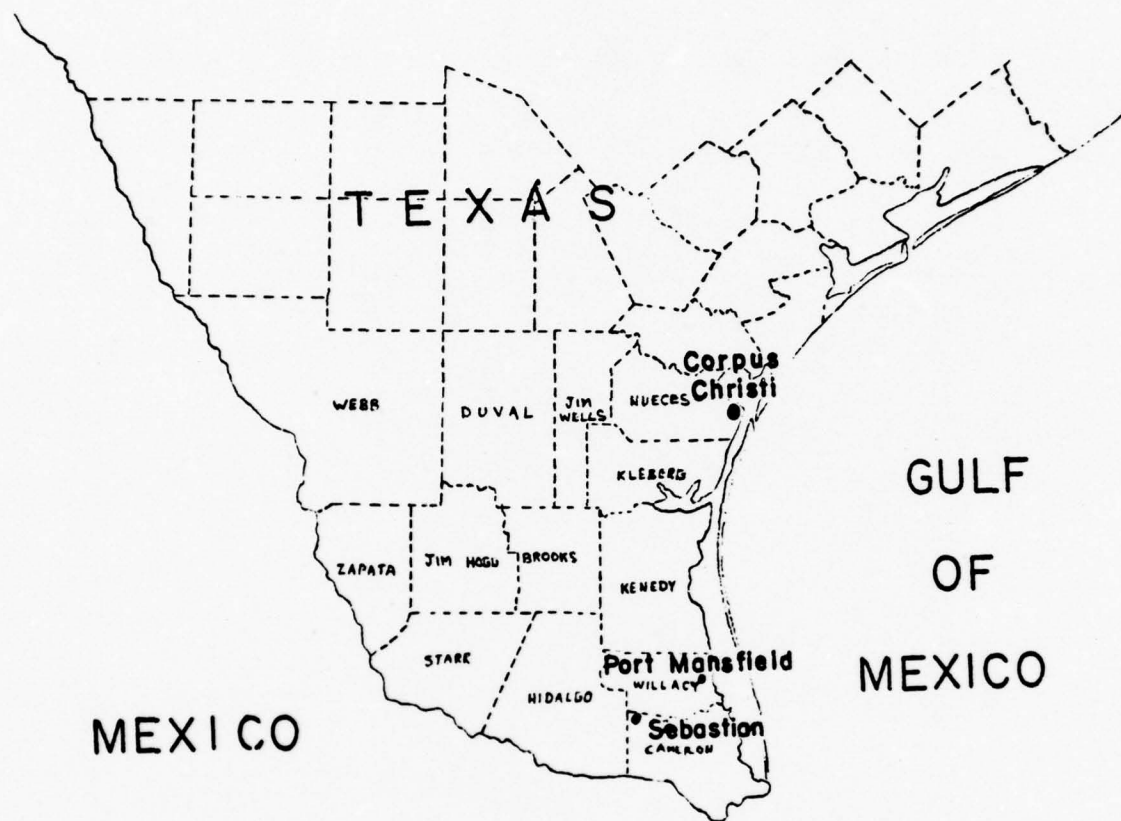 TEXAS
Corpus
Christi
WEBB
DUVAL
JIM
WELLS
NUECES
KLEBERG
GULF
OF
MEXICO
ZAPATA
JIM HOGG
BROOKS
KENEDY
STARR
HIDALGO
Port Mansfield
WILLACY
Sebastian
CAMERON
MEXICO